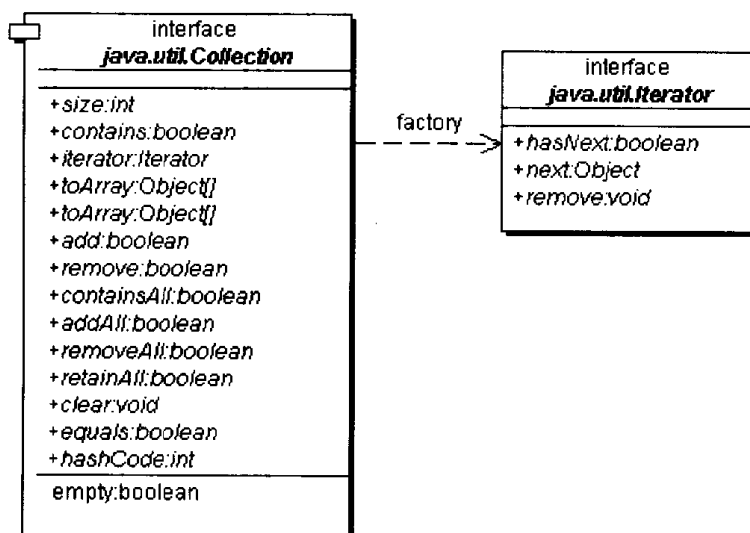 interface
java.util.Collection
+size:int
+contains:boolean
+iterator:Iterator
+toArray:Object[]
+toArray:Object[]
+add:boolean
+remove:boolean
+containsAll:boolean
+addAll:boolean
+removeAll:boolean
+retainAll:boolean
+clear:void
+equals:boolean
+hashCode:int
empty:boolean
factory
interface
java.util.Iterator
+hasNext:boolean
+next:Object
+remove:void